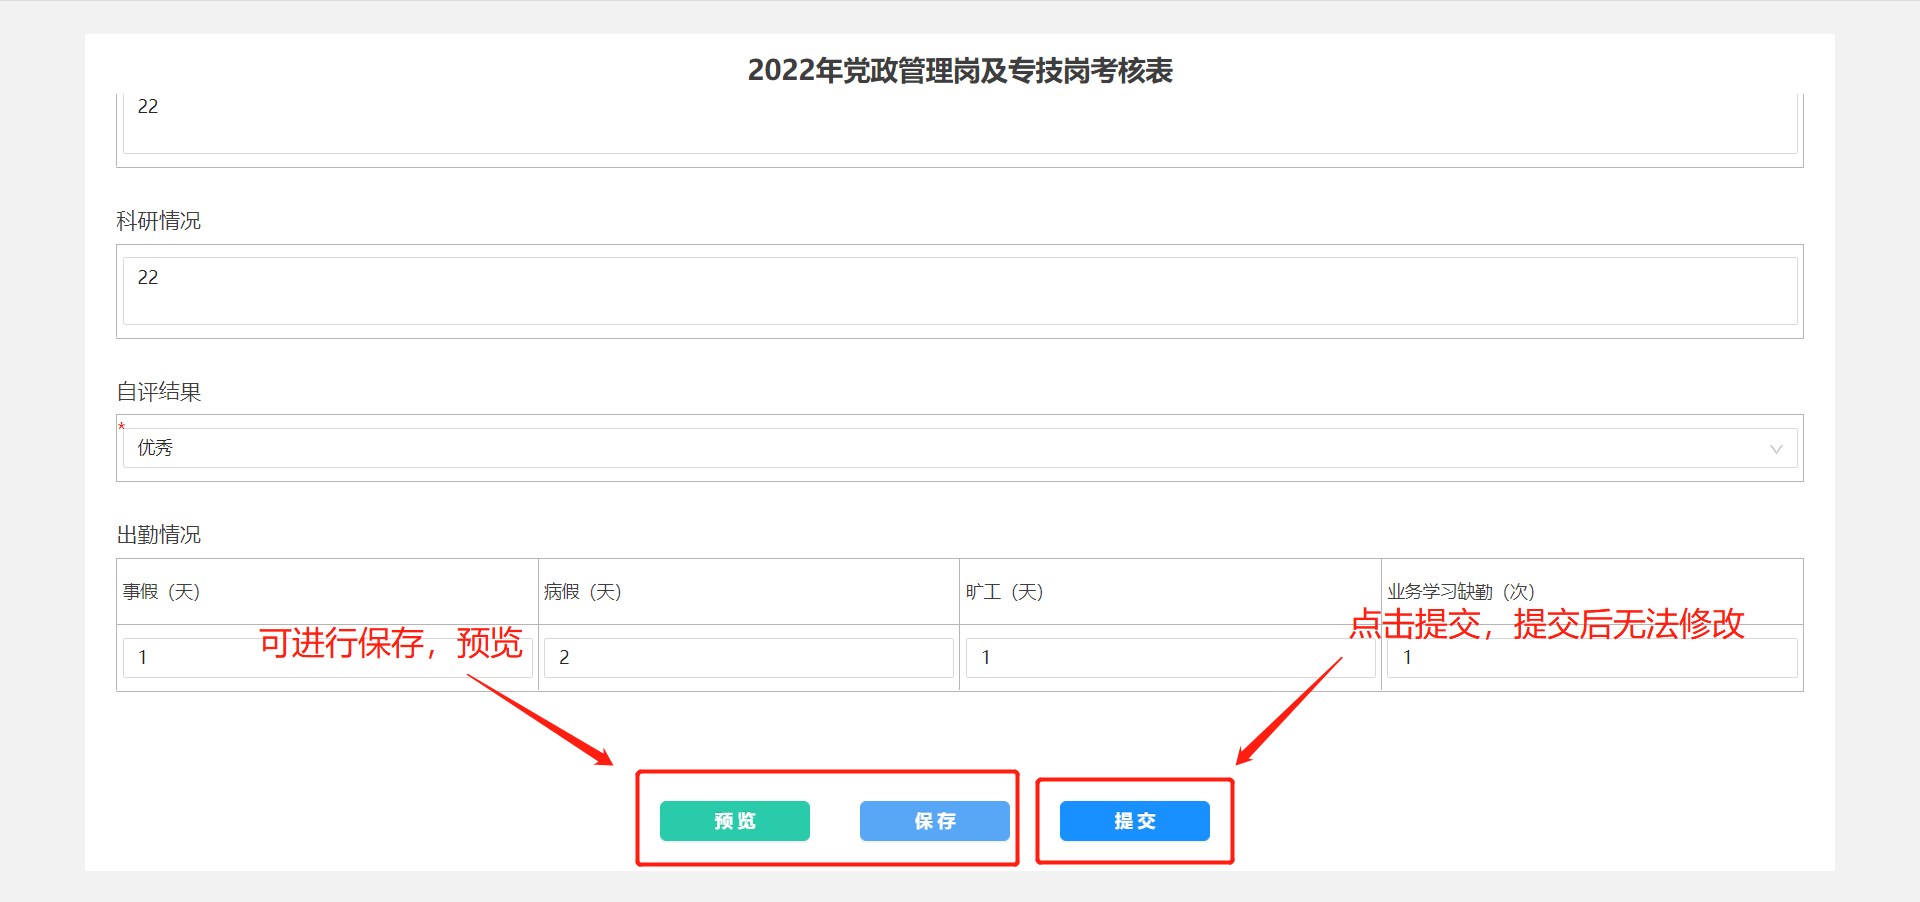 2022年党政管理岗及专技岗考核表
22
科研情况
22
自评结果
*
优秀
出勤情况
事假（天） 病假（天） 旷工（天） 业务学习缺勤（次）
可进行保存，预览
点击提交，提交后无法修改
1 2 1 1
预览 保存 提交